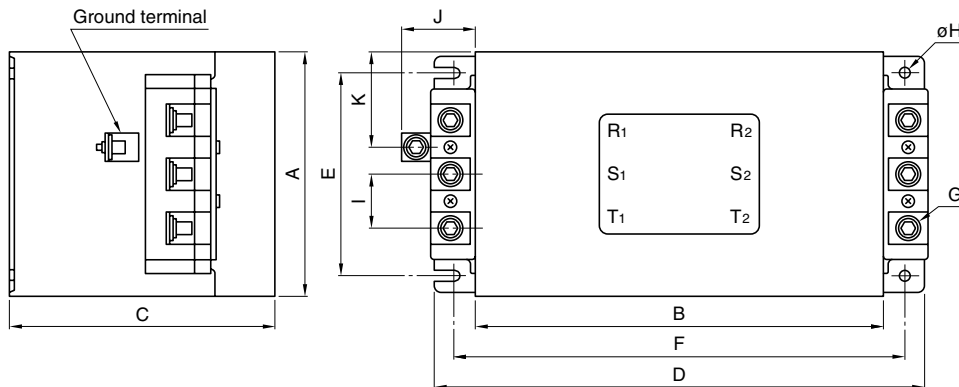 Ground terminal
J
øH
K
A
E
I
R1 R2
S1 S2
T1 T2
G
C
B
F
D